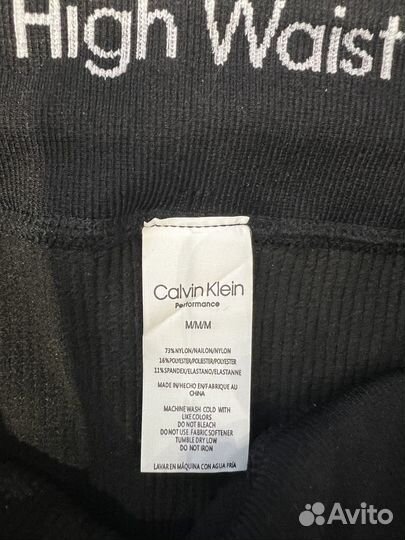 High Waist
Calvin Klein
Performance
M/M/M
73%NYLON/NAILON/NYLON
16%POLYESTER/POLIESTER/POLYESTER
11%SPANDEX/ELASTANO/ELASTANNE
MADE IN/HECHO EN/FABRIQUE AU
CHINA
MACHINE WASH COLD WITH
LIKE COLORS
DO NOT BLEACH
DO NOT USE FABRIC SOFTENER
TUMBLE DRY LOW
DO NOT IRON
LAVAR EN MÁQUINA CON AGUA FRÍA
Avito